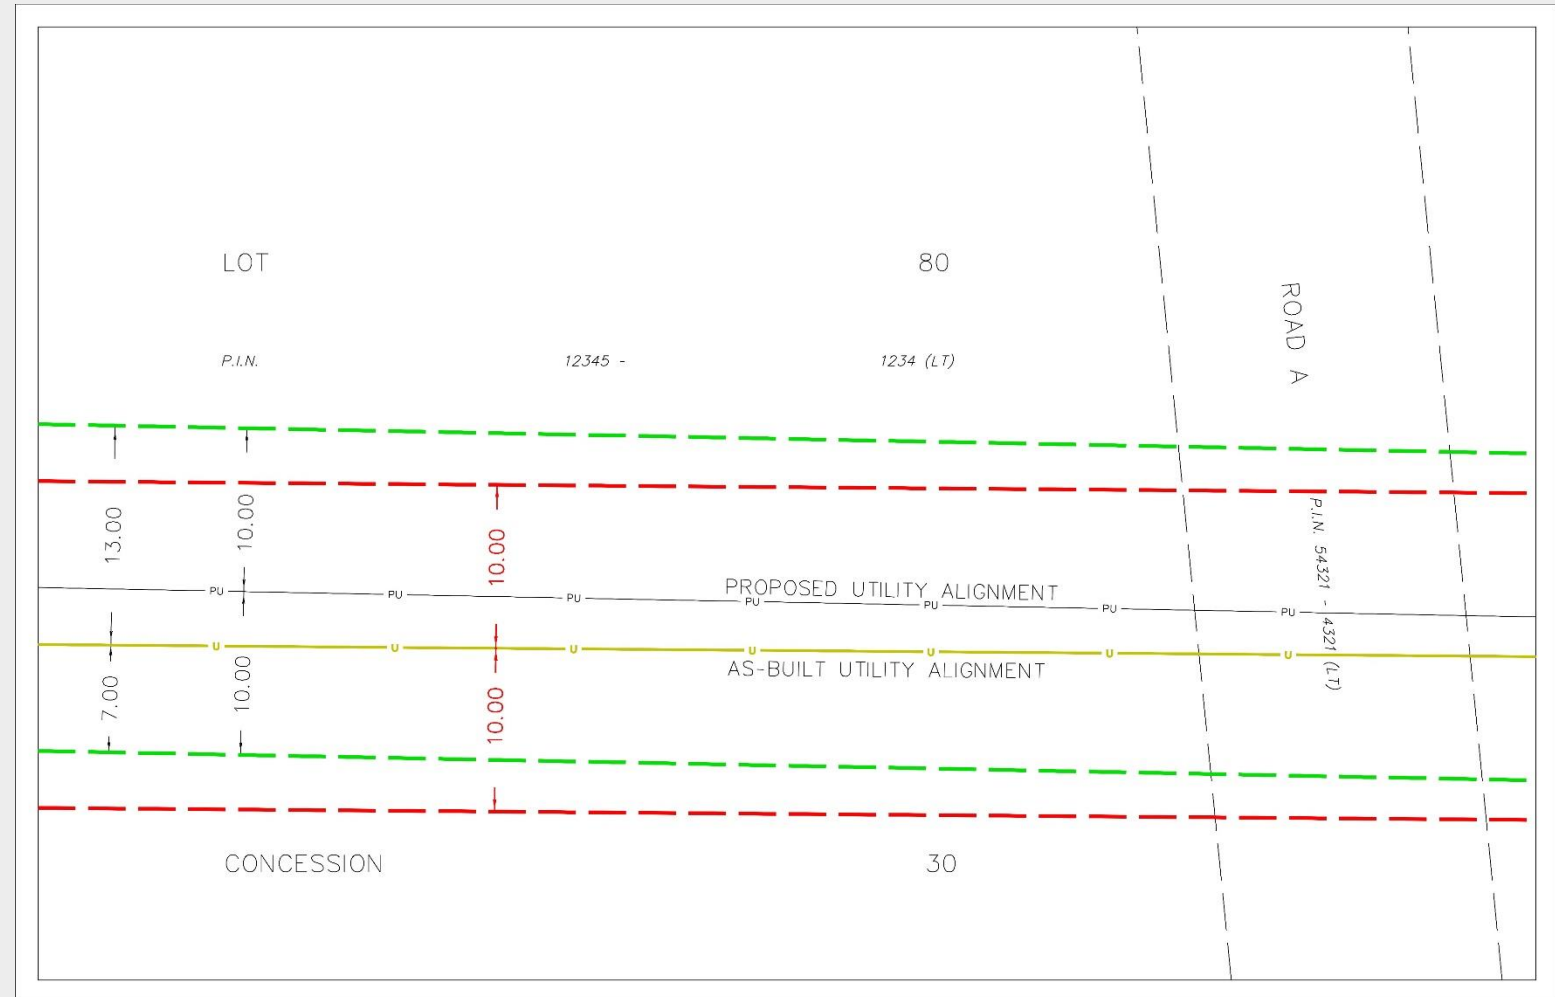 LOT 80
ROAD A
P.I.N. 12345 - 1234 (LT)
13.00
10.00
10.00
P.I.N. 54321 - 4321 (LT)
PROPOSED UTILITY ALIGNMENT
PU PU PU PU PU PU PU
U U U U U U U
AS-BUILT UTILITY ALIGNMENT
7.00
10.00
10.00
CONCESSION 30